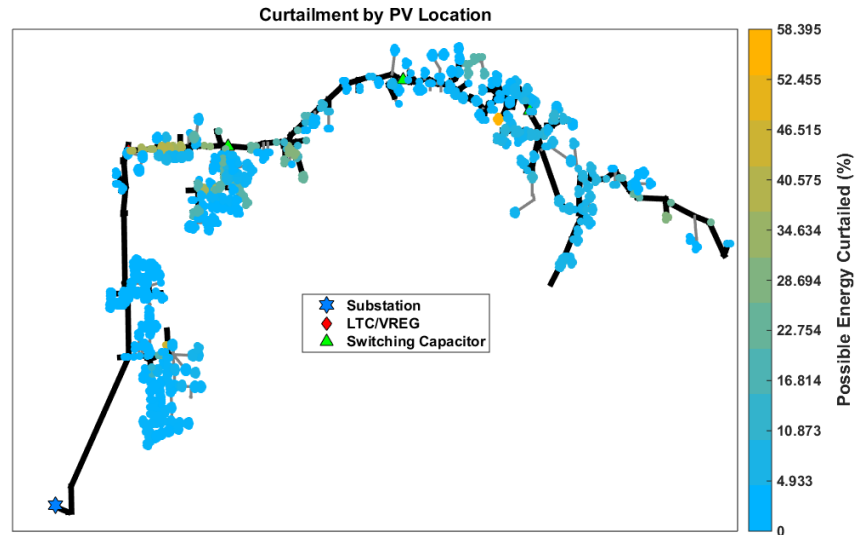 Curtailment by PV Location
Substation
LTC/VREG
Switching Capacitor
58.395
52.455
46.515
40.575
34.634
28.694
22.754
16.814
10.873
4.933
0
Possible Energy Curtailed (%)